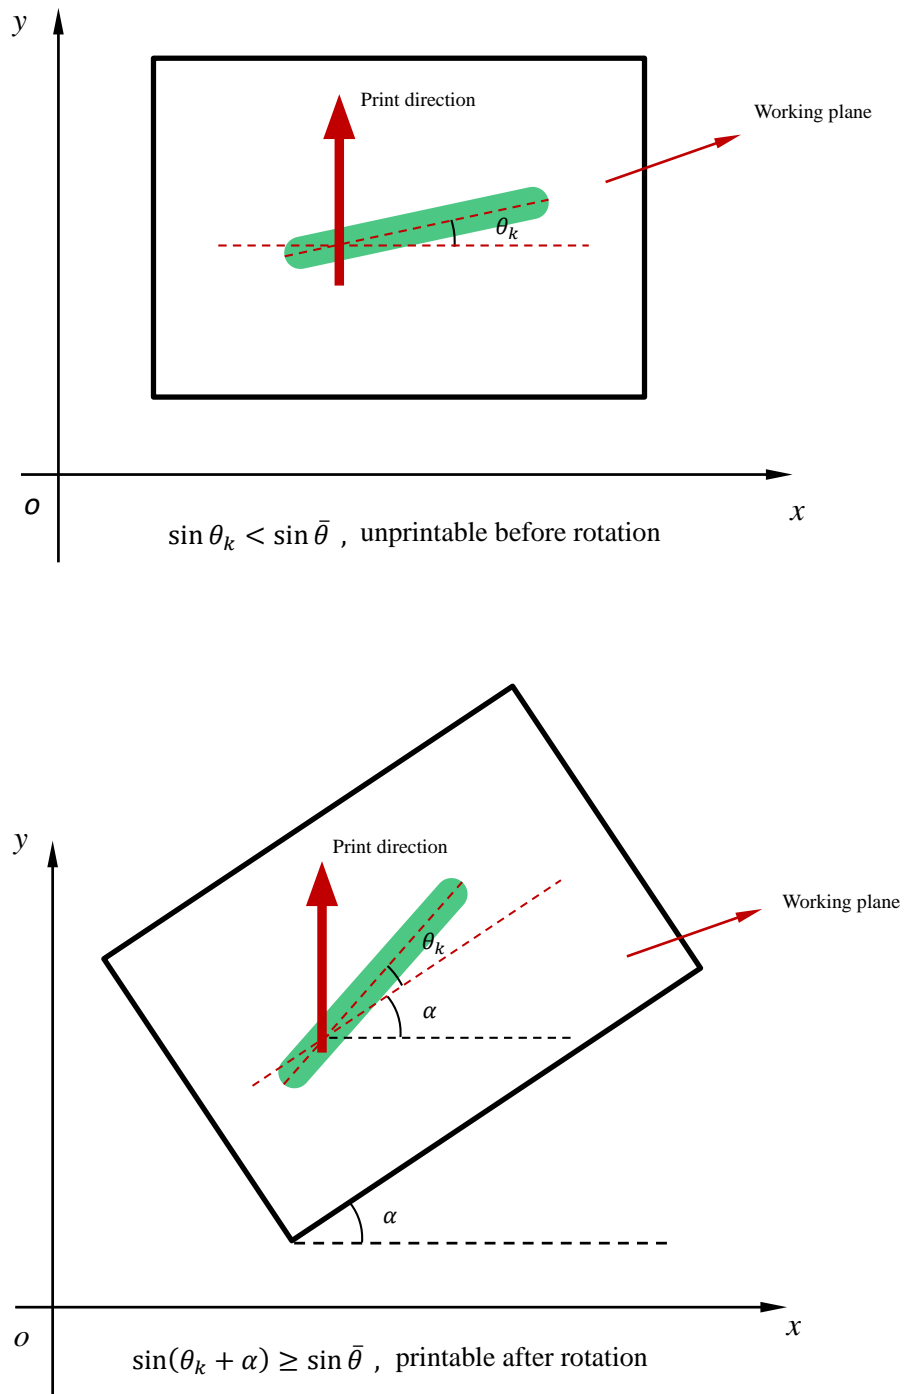 y
Print direction
Working plane
θ_k
o
x
sin θ_k < sin θ̄ , unprintable before rotation
y
Print direction
Working plane
θ_k
α
α
o
x
sin(θ_k + α) ≥ sin θ̄ , printable after rotation